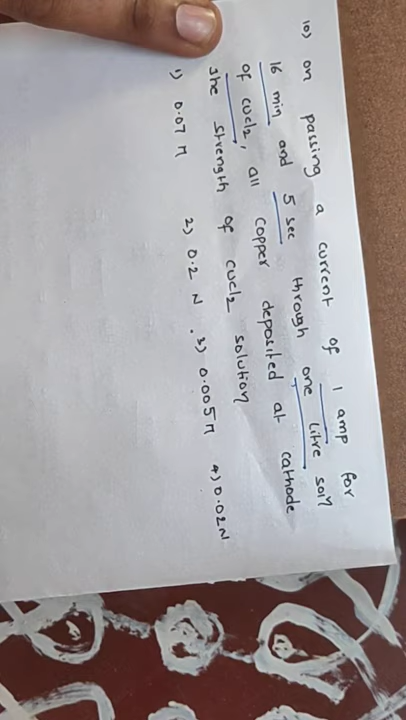 10) on passing a current of 1 amp for
16 min and 5 sec through one litre soln
of cucl2, all copper deposited at cathode
the strength of cucl2 solution
1) 0.07 M 2) 0.2 N . 3) 0.005M 4) 0.02N